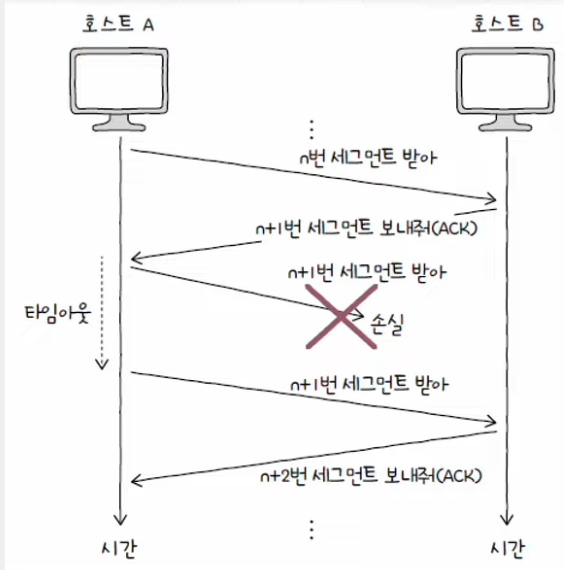 호스트 A
호스트 B
n번 세그먼트 받아
n+1번 세그먼트 보내줘(ACK)
n+1번 세그먼트 받아
타임아웃
손실
n+1번 세그먼트 받아
n+2번 세그먼트 보내줘(ACK)
시간
시간